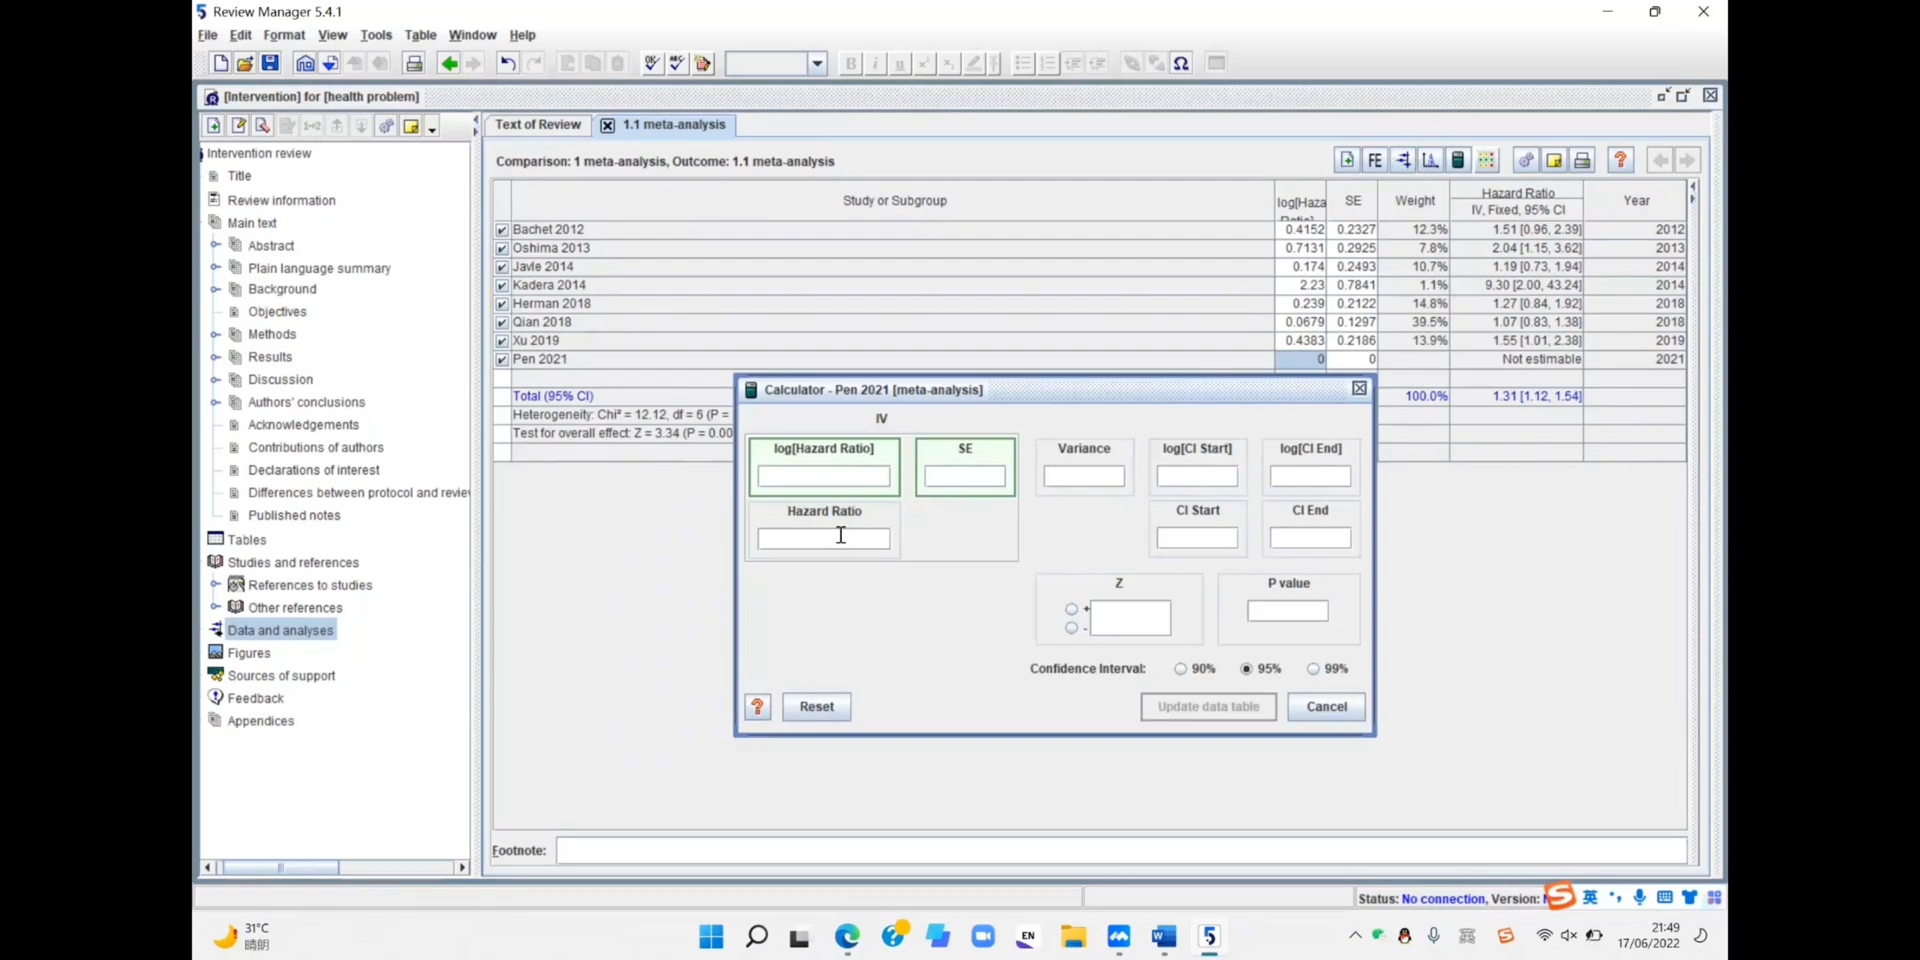 5 Review Manager 5.4.1
File Edit Format View Tools Table Window Help
[Intervention] for [health problem]
Text of Review 1.1 meta-analysis
Comparison: 1 meta-analysis, Outcome: 1.1 meta-analysis
FE ?
Intervention review
Title
Review information
Main text
Abstract
Plain language summary
Background
Objectives
Methods
Results
Discussion
Authors' conclusions
Acknowledgements
Contributions of authors
Declarations of interest
Differences between protocol and revie
Published notes
Tables
Studies and references
References to studies
Other references
Data and analyses
Figures
Sources of support
Feedback
Appendices
Study or Subgroup log[Haza SE Weight Hazard Ratio Year
IV, Fixed, 95% CI
Bachet 2012 0.4152 0.2327 12.3% 1.51 [0.96, 2.39] 2012
Oshima 2013 0.7131 0.2925 7.8% 2.04 [1.15, 3.62] 2013
Javle 2014 0.174 0.2493 10.7% 1.19 [0.73, 1.94] 2014
Kadera 2014 2.23 0.7841 1.1% 9.30 [2.00, 43.24] 2014
Herman 2018 0.239 0.2122 14.8% 1.27 [0.84, 1.92] 2018
Qian 2018 0.0679 0.1297 39.5% 1.07 [0.83, 1.38] 2018
Xu 2019 0.4383 0.2186 13.9% 1.55 [1.01, 2.38] 2019
Pen 2021 0 0 Not estimable 2021
Total (95% CI) 100.0% 1.31 [1.12, 1.54]
Heterogeneity: Chi² = 12.12, df = 6 (P =
Test for overall effect: Z = 3.34 (P = 0.00
Calculator - Pen 2021 [meta-analysis]
IV
log[Hazard Ratio] SE Variance log[CI Start] log[CI End]
Hazard Ratio CI Start CI End
Z P value
+
-
Confidence Interval: 90% 95% 99%
? Reset Update data table Cancel
Footnote:
Status: No connection, Version:
英
31°C
晴朗
EN
5
英
21:49
17/06/2022